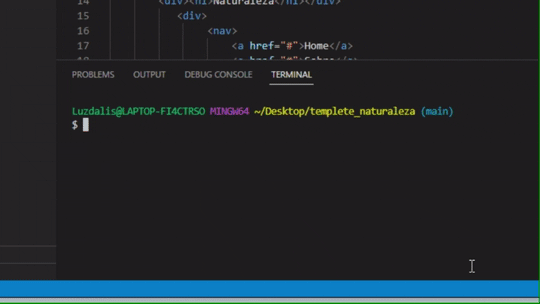 14 <div><h1>Naturaleza</h1></div>
15 <div>
16 <nav>
17 <a href="#">Home</a>
18 <a href="#">Sobre</a>
PROBLEMS OUTPUT DEBUG CONSOLE TERMINAL
Luzdalis@LAPTOP-FI4CTRSO MINGW64 ~/Desktop/templete_naturaleza (main)
$